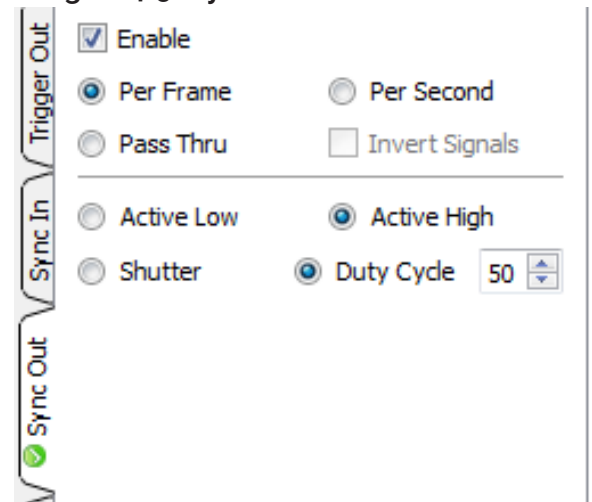 Trigger Out
Sync In
Sync Out
Enable
Per Frame Per Second
Pass Thru Invert Signals
Active Low Active High
Shutter Duty Cycle 50